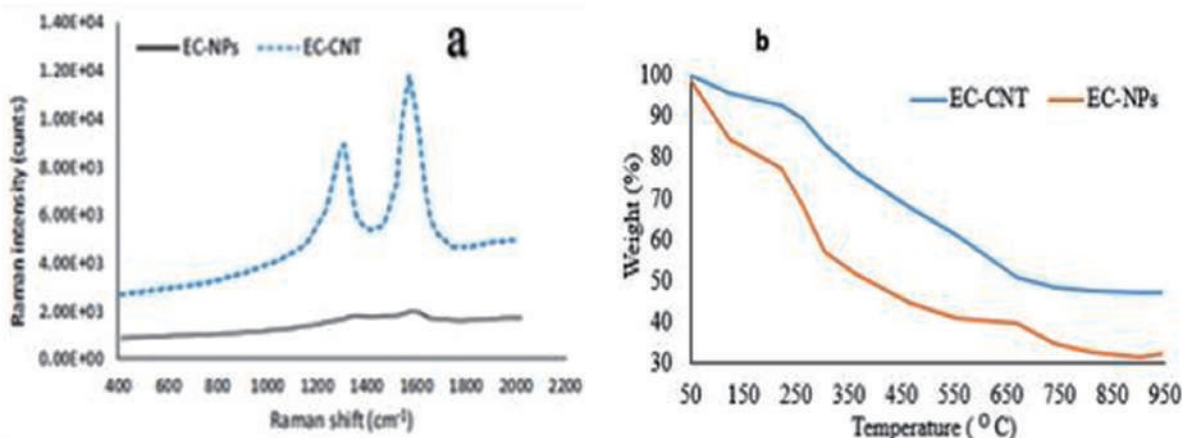 a
EC-NPs EC-CNT
1.40E+04
1.20E+04
1.00E+04
8.00E+03
6.00E+03
4.00E+03
2.00E+03
0.00E+00
Raman intensity (cunts)
400 600 800 1000 1200 1400 1600 1800 2000 2200
Raman shift (cm-1)
b
EC-CNT EC-NPs
100
90
80
70
60
50
40
30
Weight (%)
50 150 250 350 450 550 650 750 850 950
Temperature ( ° C)